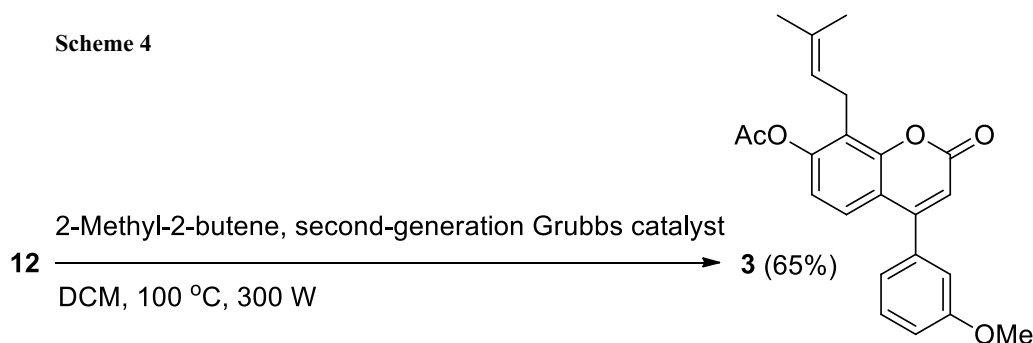 Scheme 4
AcO
O
O
2-Methyl-2-butene, second-generation Grubbs catalyst
12
3 (65%)
DCM, 100 °C, 300 W
OMe